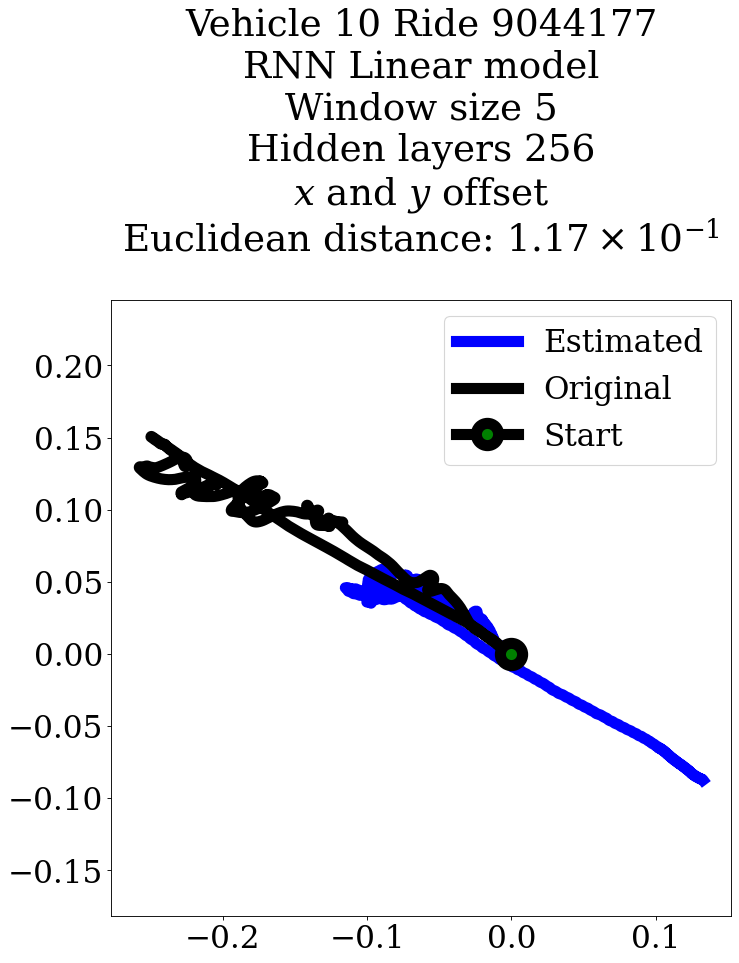 Vehicle 10 Ride 9044177
RNN Linear model
Window size 5
Hidden layers 256
x and y offset
Euclidean distance: 1.17 × 10⁻¹
Estimated
Original
Start
0.20
0.15
0.10
0.05
0.00
−0.05
−0.10
−0.15
−0.2 −0.1 0.0 0.1